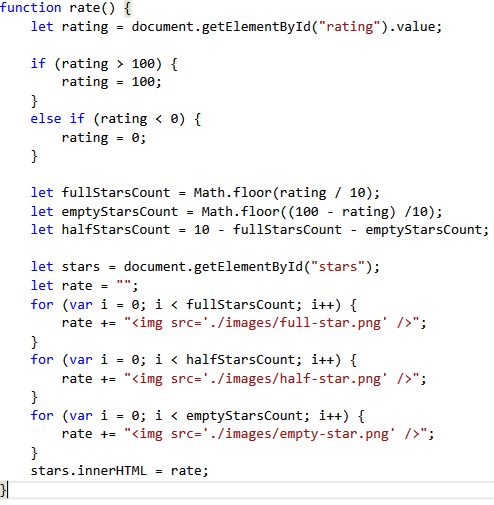 function rate() {
    let rating = document.getElementById("rating").value;

    if (rating > 100) {
        rating = 100;
    }
    else if (rating < 0) {
        rating = 0;
    }

    let fullStarsCount = Math.floor(rating / 10);
    let emptyStarsCount = Math.floor((100 - rating) /10);
    let halfStarsCount = 10 - fullStarsCount - emptyStarsCount;

    let stars = document.getElementById("stars");
    let rate = "";
    for (var i = 0; i < fullStarsCount; i++) {
        rate += "<img src='./images/full-star.png' />";
    }
    for (var i = 0; i < halfStarsCount; i++) {
        rate += "<img src='./images/half-star.png' />";
    }
    for (var i = 0; i < emptyStarsCount; i++) {
        rate += "<img src='./images/empty-star.png' />";
    }
    stars.innerHTML = rate;
}